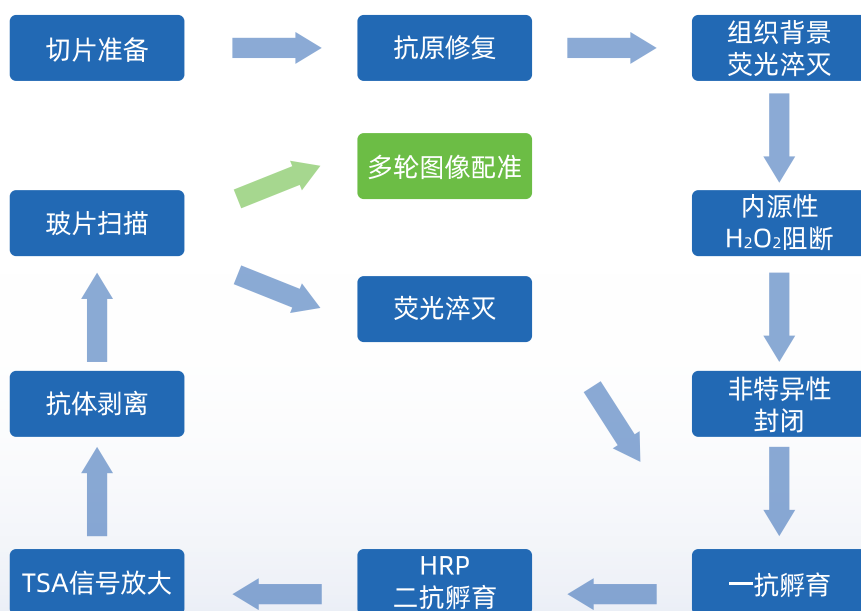 切片准备
抗原修复
组织背景
荧光淬灭
多轮图像配准
玻片扫描
内源性
H₂O₂阻断
荧光淬灭
抗体剥离
非特异性
封闭
TSA信号放大
HRP
二抗孵育
一抗孵育